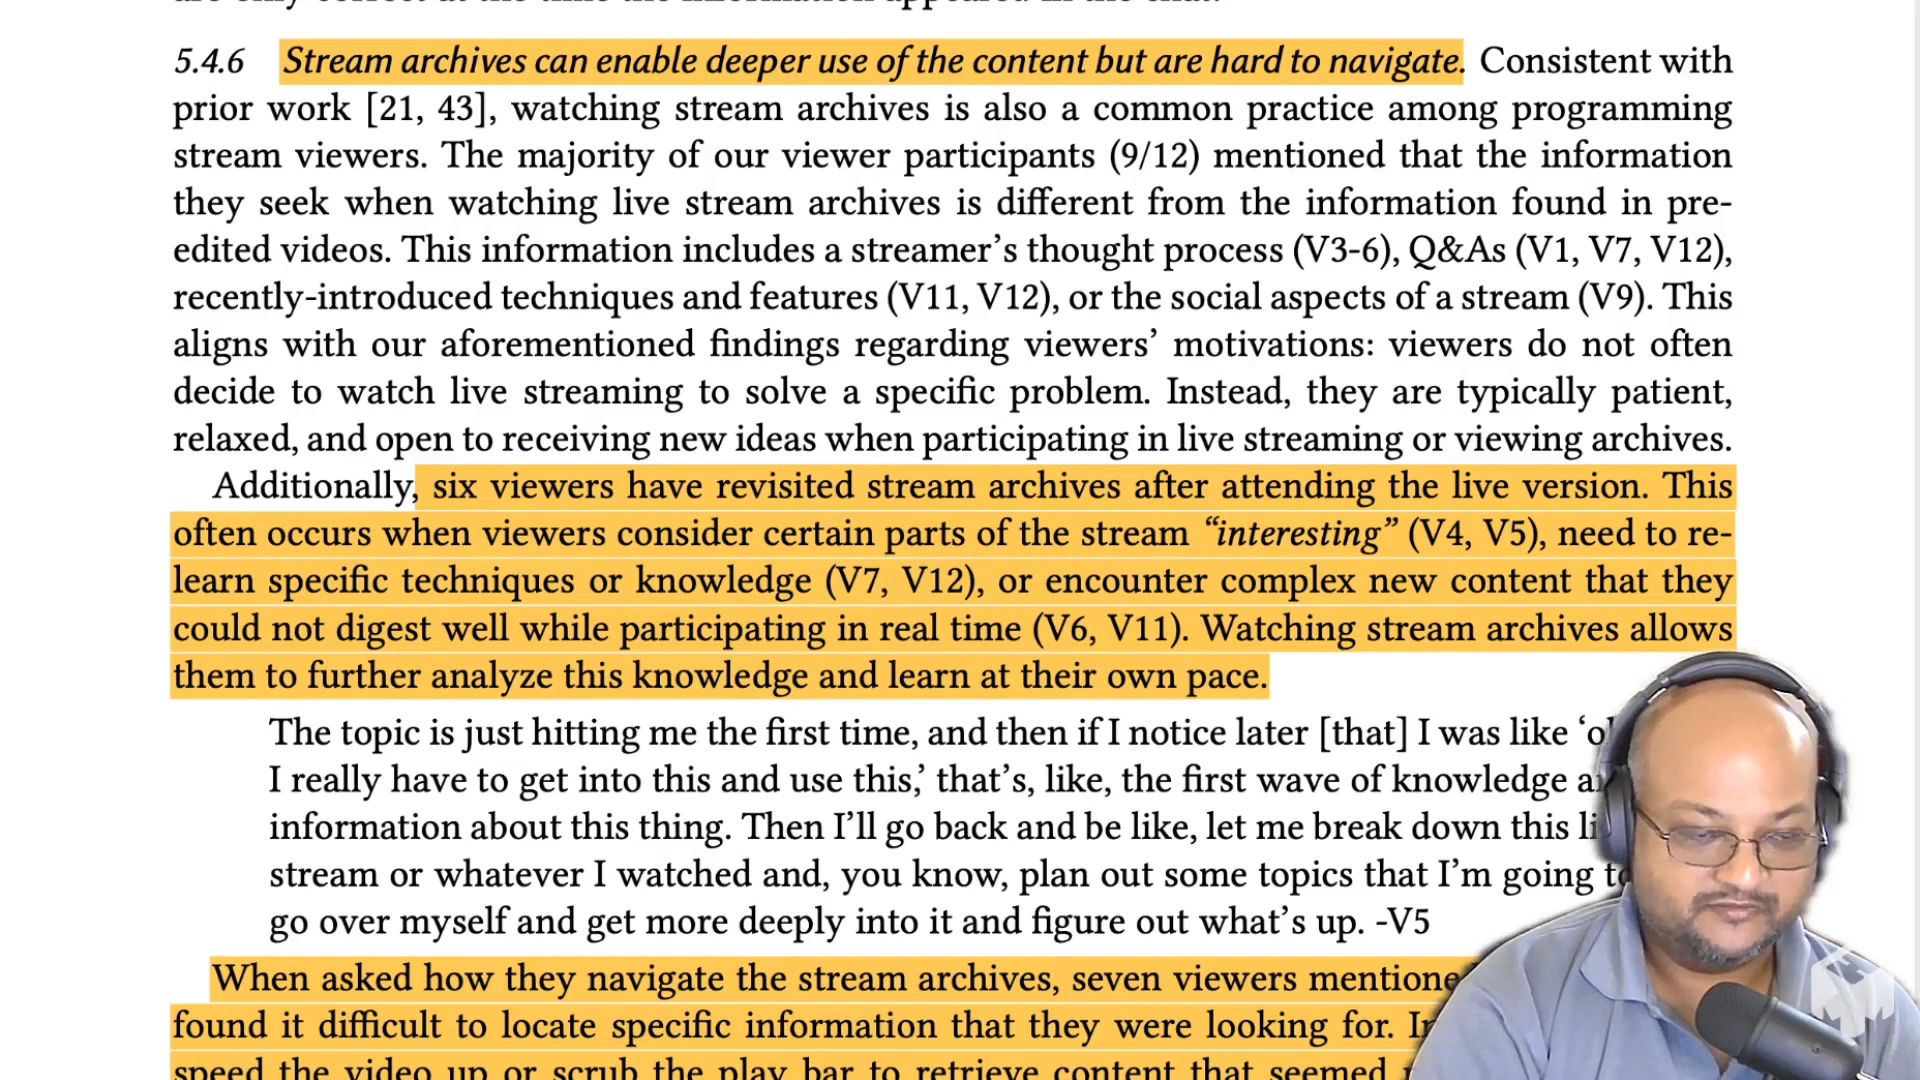 5.4.6 Stream archives can enable deeper use of the content but are hard to navigate. Consistent with
prior work [21, 43], watching stream archives is also a common practice among programming
stream viewers. The majority of our viewer participants (9/12) mentioned that the information
they seek when watching live stream archives is different from the information found in pre-
edited videos. This information includes a streamer’s thought process (V3-6), Q&As (V1, V7, V12),
recently-introduced techniques and features (V11, V12), or the social aspects of a stream (V9). This
aligns with our aforementioned findings regarding viewers’ motivations: viewers do not often
decide to watch live streaming to solve a specific problem. Instead, they are typically patient,
relaxed, and open to receiving new ideas when participating in live streaming or viewing archives.
Additionally, six viewers have revisited stream archives after attending the live version. This
often occurs when viewers consider certain parts of the stream “interesting” (V4, V5), need to re-
learn specific techniques or knowledge (V7, V12), or encounter complex new content that they
could not digest well while participating in real time (V6, V11). Watching stream archives allows
them to further analyze this knowledge and learn at their own pace.
The topic is just hitting me the first time, and then if I notice later [that] I was like
I really have to get into this and use this,’ that’s, like, the first wave of knowledge
information about this thing. Then I’ll go back and be like, let me break down this
stream or whatever I watched and, you know, plan out some topics that I’m going
go over myself and get more deeply into it and figure out what’s up. -V5
When asked how they navigate the stream archives, seven viewers
found it difficult to locate specific information that they were looking for.
speed the video up or scrub the play bar to retrieve content that seemed